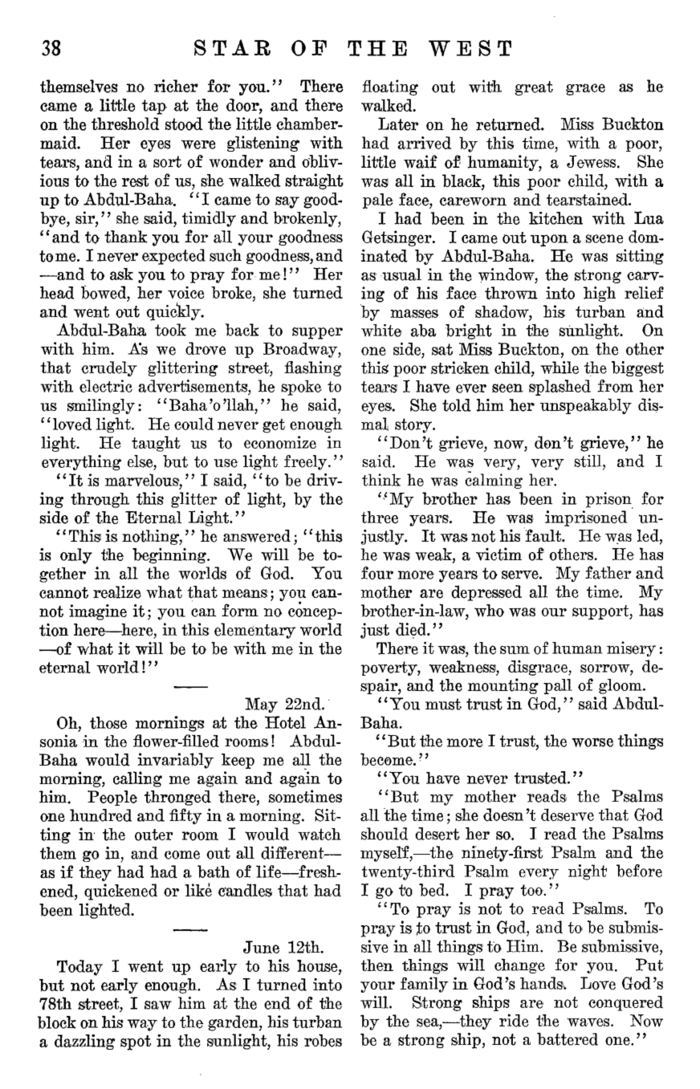 38 STAR OF THE WEST
themselves no richer for you." There
came a little tap at the door, and there
on the threshold stood the little chamber-
maid. Her eyes were glistening with
tears, and in a sort of wonder and obliv-
ious to the rest of us, she walked straight
up to Abdul-Baha. "I came to say good-
bye, sir," she said, timidly and brokenly,
"and to thank you for all your goodness
to me. I never expected such goodness, and
—and to ask you to pray for me!" Her
head bowed, her voice broke, she turned
and went out quickly.
Abdul-Baha took me back to supper
with him. As we drove up Broadway,
that crudely glittering street, flashing
with electric advertisements, he spoke to
us smilingly: "Baha'o'llah," he said,
"loved light. He could never get enough
light. He taught us to economize in
everything else, but to use light freely."
"It is marvelous," I said, "to be driv-
ing through this glitter of light, by the
side of the Eternal Light."
"This is nothing," he answered; "this
is only the beginning. We will be to-
gether in all the worlds of God. You
cannot realize what that means; you can-
not imagine it; you can form no concep-
tion here—here, in this elementary world
—of what it will be to be with me in the
eternal world!"
May 22nd.
Oh, those mornings at the Hotel An-
sonia in the flower-filled rooms! Abdul-
Baha would invariably keep me all the
morning, calling me again and again to
him. People thronged there, sometimes
one hundred and fifty in a morning. Sit-
ting in the outer room I would watch
them go in, and come out all different—
as if they had had a bath of life—fresh-
ened, quickened or like candles that had
been lighted.
June 12th.
Today I went up early to his house,
but not early enough. As I turned into
78th street, I saw him at the end of the
block on his way to the garden, his turban
a dazzling spot in the sunlight, his robes
floating out with great grace as he
walked.
Later on he returned. Miss Buckton
had arrived by this time, with a poor,
little waif of humanity, a Jewess. She
was all in black, this poor child, with a
pale face, careworn and tearstained.
I had been in the kitchen with Lua
Getsinger. I came out upon a scene dom-
inated by Abdul-Baha. He was sitting
as usual in the window, the strong carv-
ing of his face thrown into high relief
by masses of shadow, his turban and
white aba bright in the sunlight. On
one side, sat Miss Buckton, on the other
this poor stricken child, while the biggest
tears I have ever seen splashed from her
eyes. She told him her unspeakably dis-
mal story.
"Don't grieve, now, don't grieve," he
said. He was very, very still, and I
think he was calming her.
"My brother has been in prison for
three years. He was imprisoned un-
justly. It was not his fault. He was led,
he was weak, a victim of others. He has
four more years to serve. My father and
mother are depressed all the time. My
brother-in-law, who was our support, has
just died."
There it was, the sum of human misery:
poverty, weakness, disgrace, sorrow, de-
spair, and the mounting pall of gloom.
"You must trust in God," said Abdul-
Baha.
"But the more I trust, the worse things
become."
"You have never trusted."
"But my mother reads the Psalms
all the time; she doesn't deserve that God
should desert her so. I read the Psalms
myself,—the ninety-first Psalm and the
twenty-third Psalm every night before
I go to bed. I pray too."
"To pray is not to read Psalms. To
pray is to trust in God, and to be submis-
sive in all things to Him. Be submissive,
then things will change for you. Put
your family in God's hands. Love God's
will. Strong ships are not conquered
by the sea,—they ride the waves. Now
be a strong ship, not a battered one."